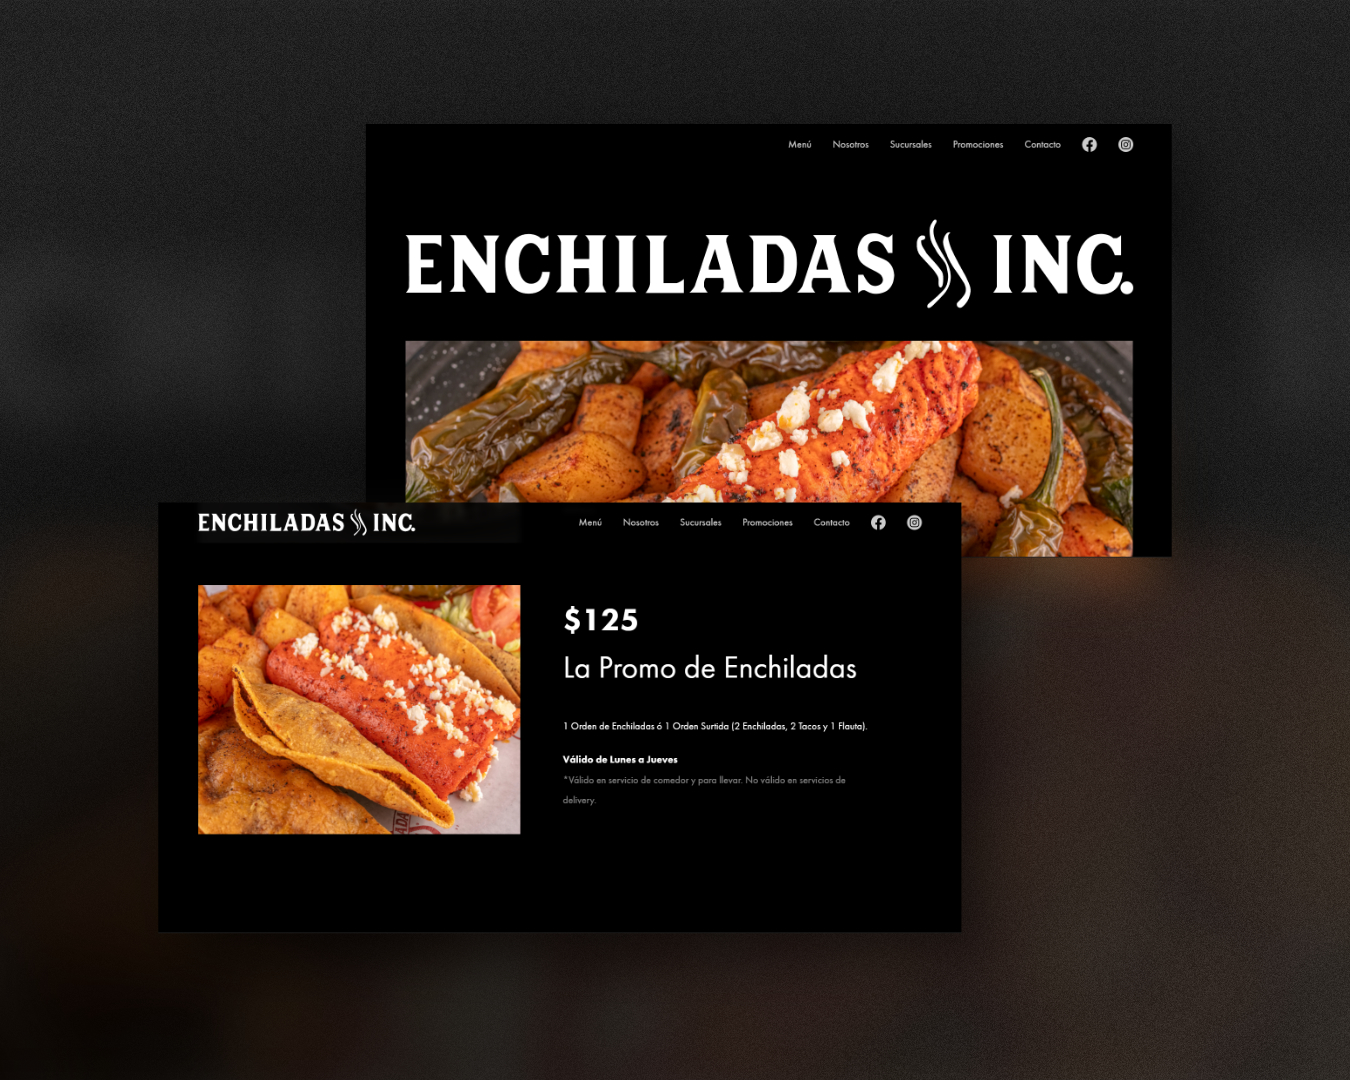 Menú Nosotros Sucursales Promociones Contacto
ENCHILADAS INC.
ENCHILADAS INC.
Menú Nosotros Sucursales Promociones Contacto
$125
La Promo de Enchiladas
1 Orden de Enchiladas ó 1 Orden Surtida (2 Enchiladas, 2 Tacos y 1 Flauta).
Válido de Lunes a Jueves
*Válido en servicio de comedor y para llevar. No válido en servicios de
delivery.